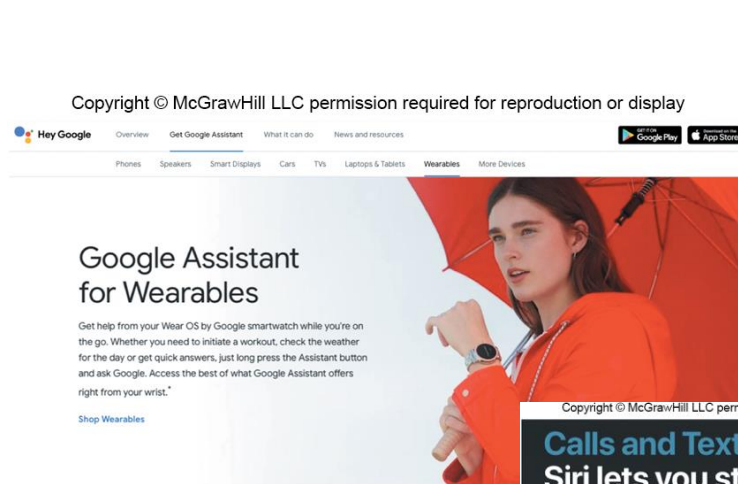 Copyright © McGrawHill LLC permission required for reproduction or display
Hey Google Overview Get Google Assistant What it can do News and resources GET IT ON Google Play Download on the App Store
Phones Speakers Smart Displays Cars TVs Laptops & Tablets Wearables More Devices
Google Assistant
for Wearables
Get help from your Wear OS by Google smartwatch while you're on
the go. Whether you need to initiate a workout, check the weather
for the day or get quick answers, just long press the Assistant button
and ask Google. Access the best of what Google Assistant offers
right from your wrist.*
Shop Wearables
Copyright © McGrawHill LLC perm
Calls and Text
Siri lets you st